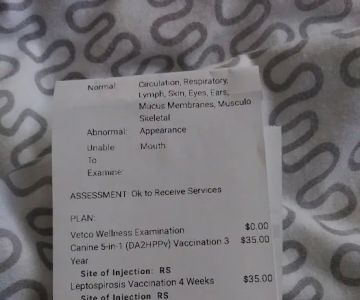 Normal: Circulation, Respiratory,
Lymph, Skin, Eyes, Ears,
Mucus Membranes, Musculo
Skeletal
Abnormal: Appearance
Unable Mouth
To
Examine:
ASSESSMENT: Ok to Receive Services
PLAN:
Vetco Wellness Examination $0.00
Canine 5-in-1 (DA2HPPv) Vaccination 3 $35.00
Year
Site of Injection: RS
Leptospirosis Vaccination 4 Weeks $35.00
Site of Injection: RS